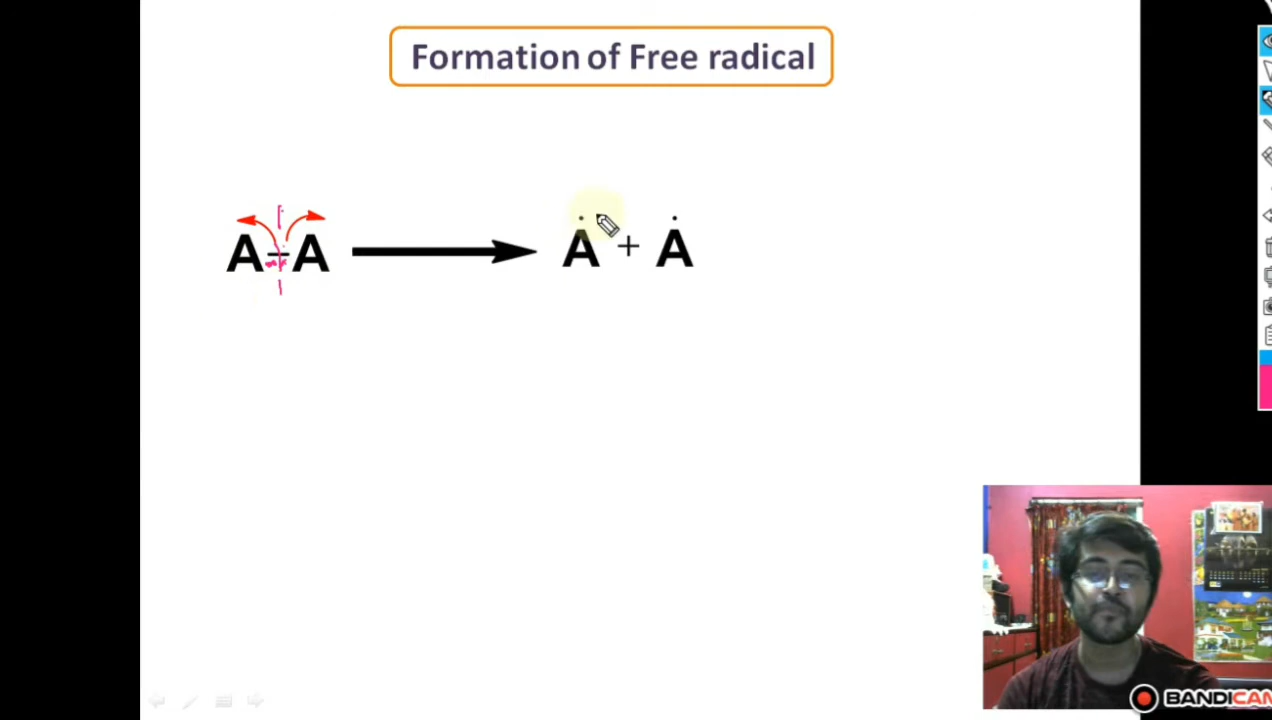 Formation of Free radical
A–A ⟶ Ȧ + Ȧ
BANDICAM